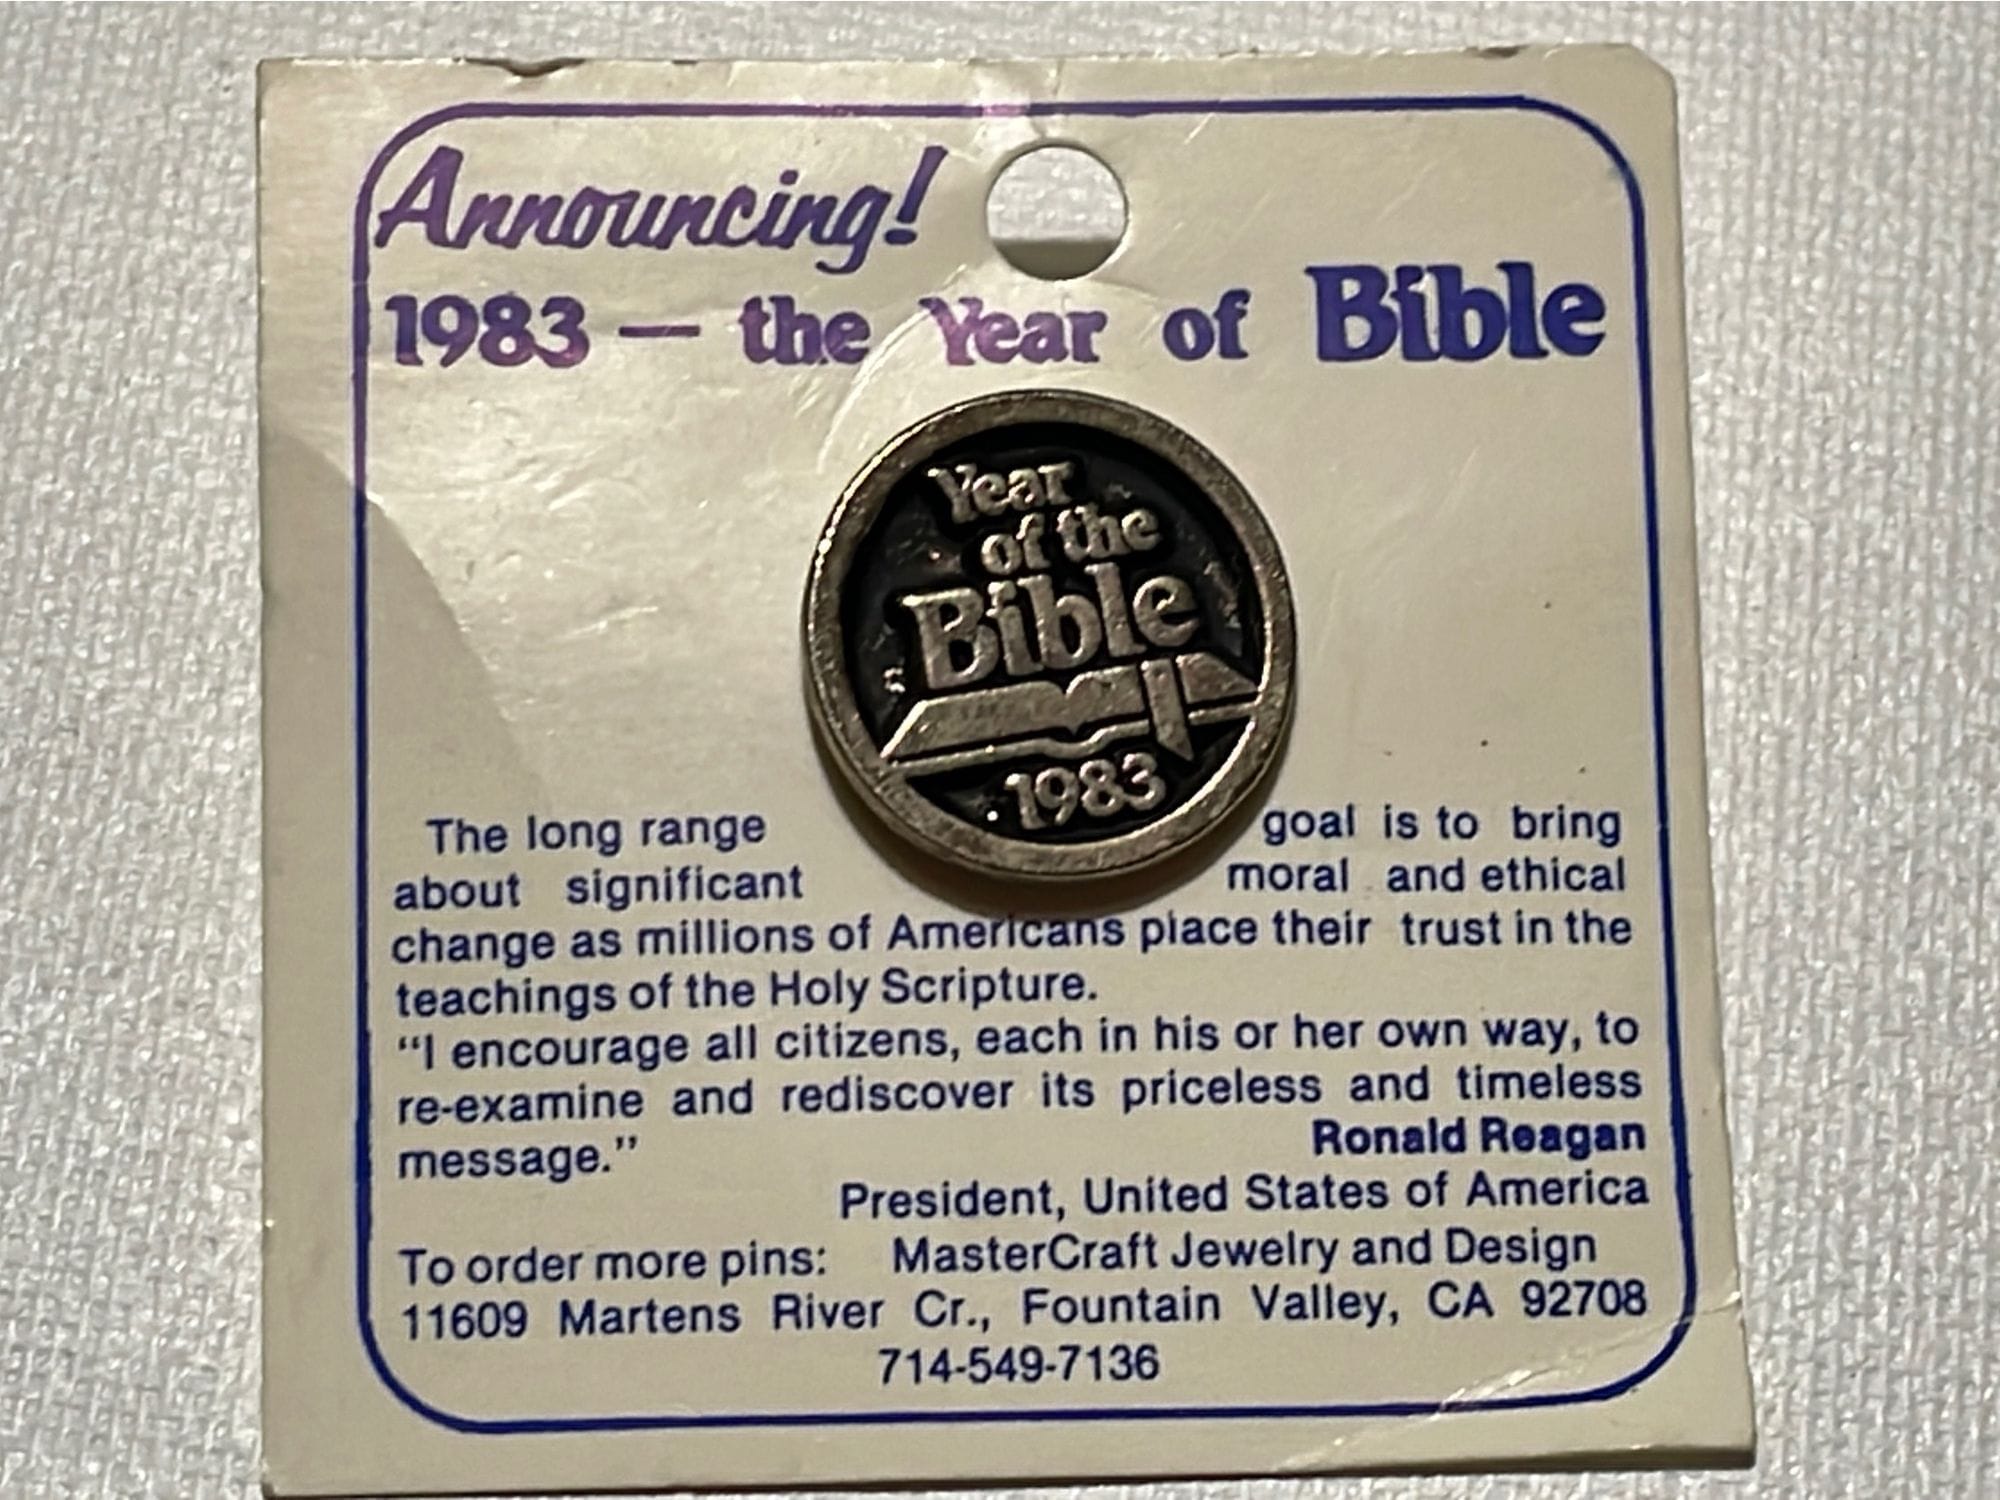 Announcing!
1983 — the Year of Bible
Year
of the
Bible
1983
The long range goal is to bring
about significant moral and ethical
change as millions of Americans place their trust in the
teachings of the Holy Scripture.
“I encourage all citizens, each in his or her own way, to
re-examine and rediscover its priceless and timeless
message.”
Ronald Reagan
President, United States of America
To order more pins: MasterCraft Jewelry and Design
11609 Martens River Cr., Fountain Valley, CA 92708
714-549-7136